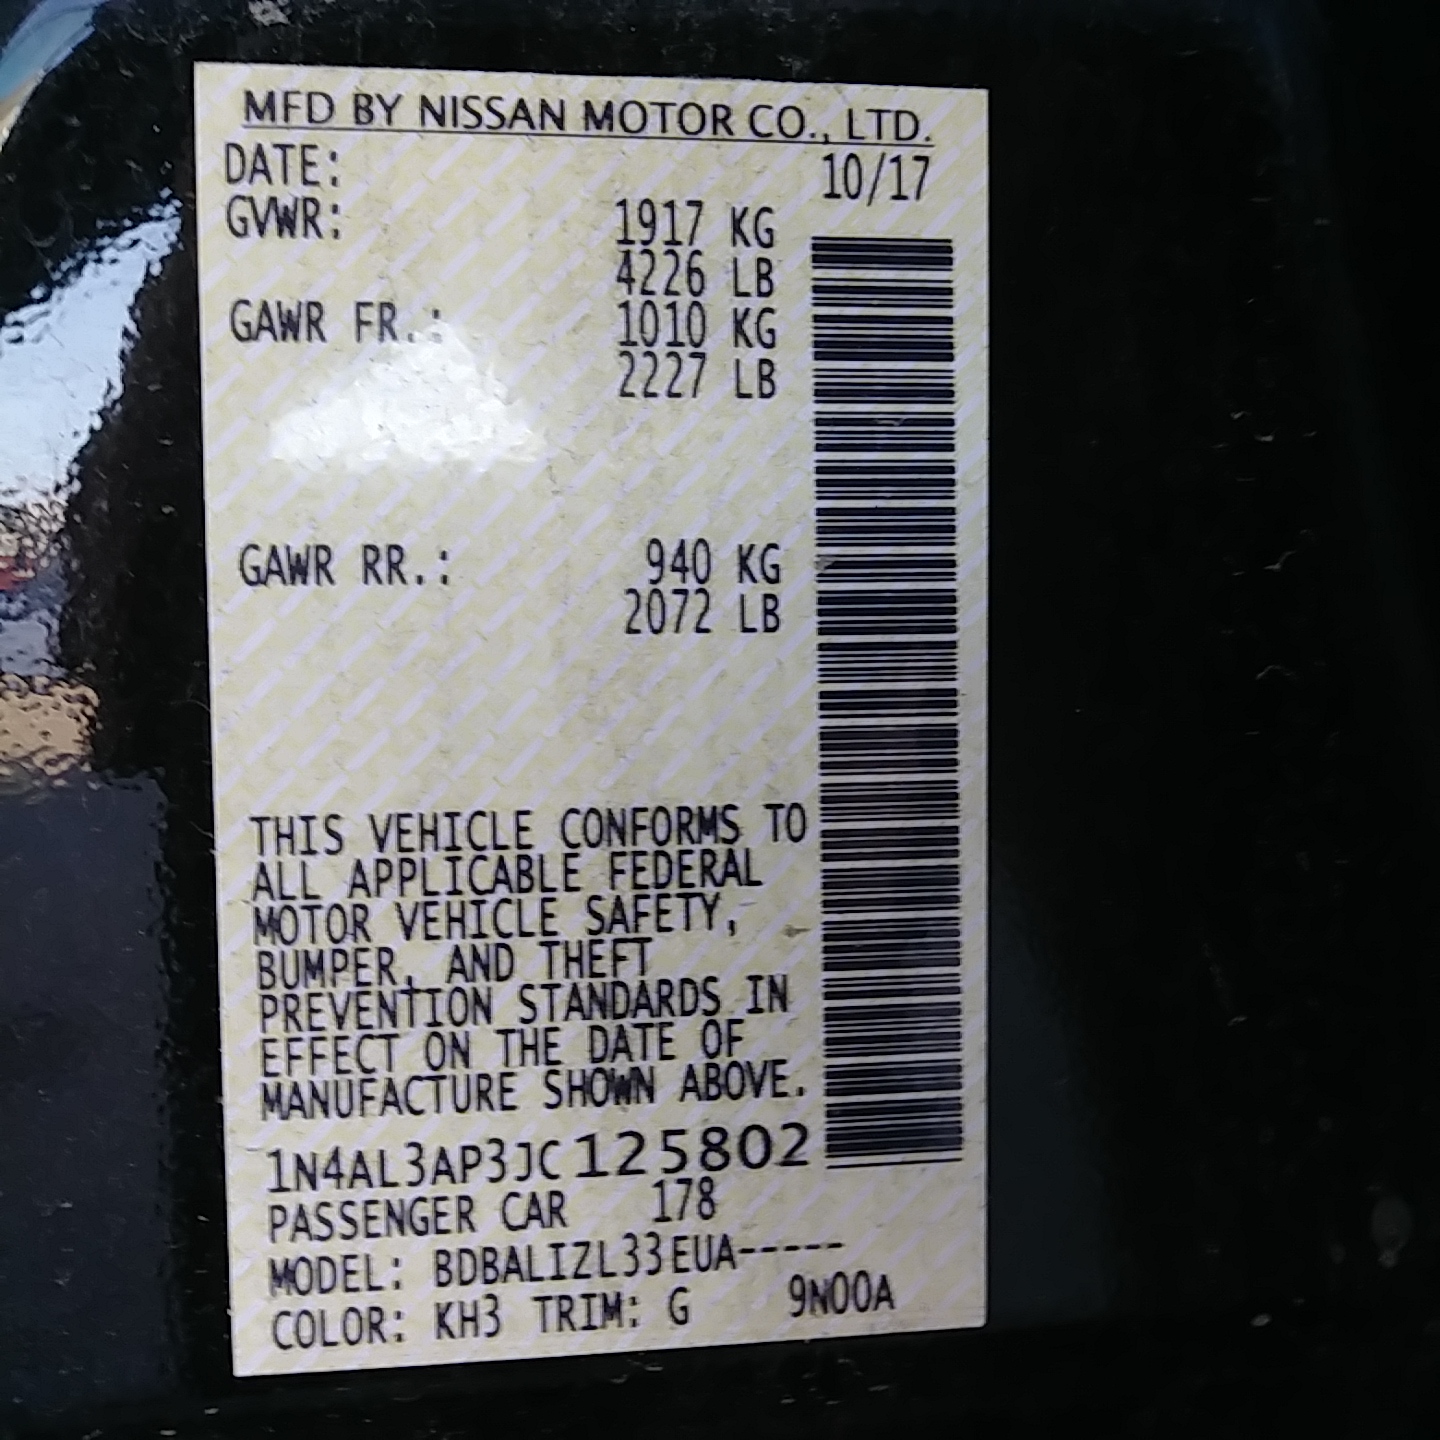 MFD BY NISSAN MOTOR CO., LTD.
DATE: 10/17
GVWR: 1917 KG
4226 LB
GAWR FR.: 1010 KG
2227 LB
GAWR RR.: 940 KG
2072 LB
THIS VEHICLE CONFORMS TO
ALL APPLICABLE FEDERAL
MOTOR VEHICLE SAFETY,
BUMPER, AND THEFT
PREVENTION STANDARDS IN
EFFECT ON THE DATE OF
MANUFACTURE SHOWN ABOVE.
1N4AL3AP3JC125802
PASSENGER CAR 178
MODEL: BDBALIZL33EUA-----
COLOR: KH3 TRIM: G 9N00A